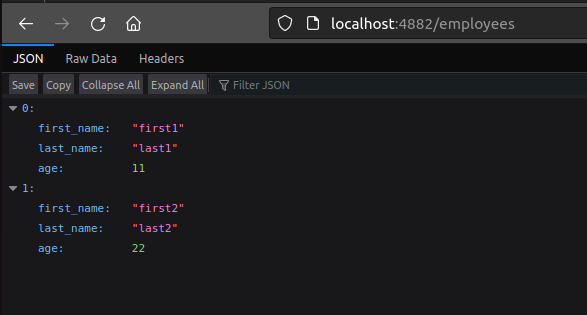 localhost:4882/employees
JSON Raw Data Headers
Save Copy Collapse All Expand All Filter JSON
0:
first_name: "first1"
last_name: "last1"
age: 11
1:
first_name: "first2"
last_name: "last2"
age: 22